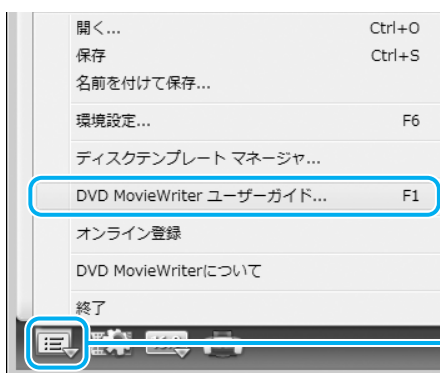 開く... Ctrl+O
保存 Ctrl+S
名前を付けて保存...
環境設定... F6
ディスクテンプレート マネージャ...
DVD MovieWriter ユーザーガイド... F1
オンライン登録
DVD MovieWriterについて
終了